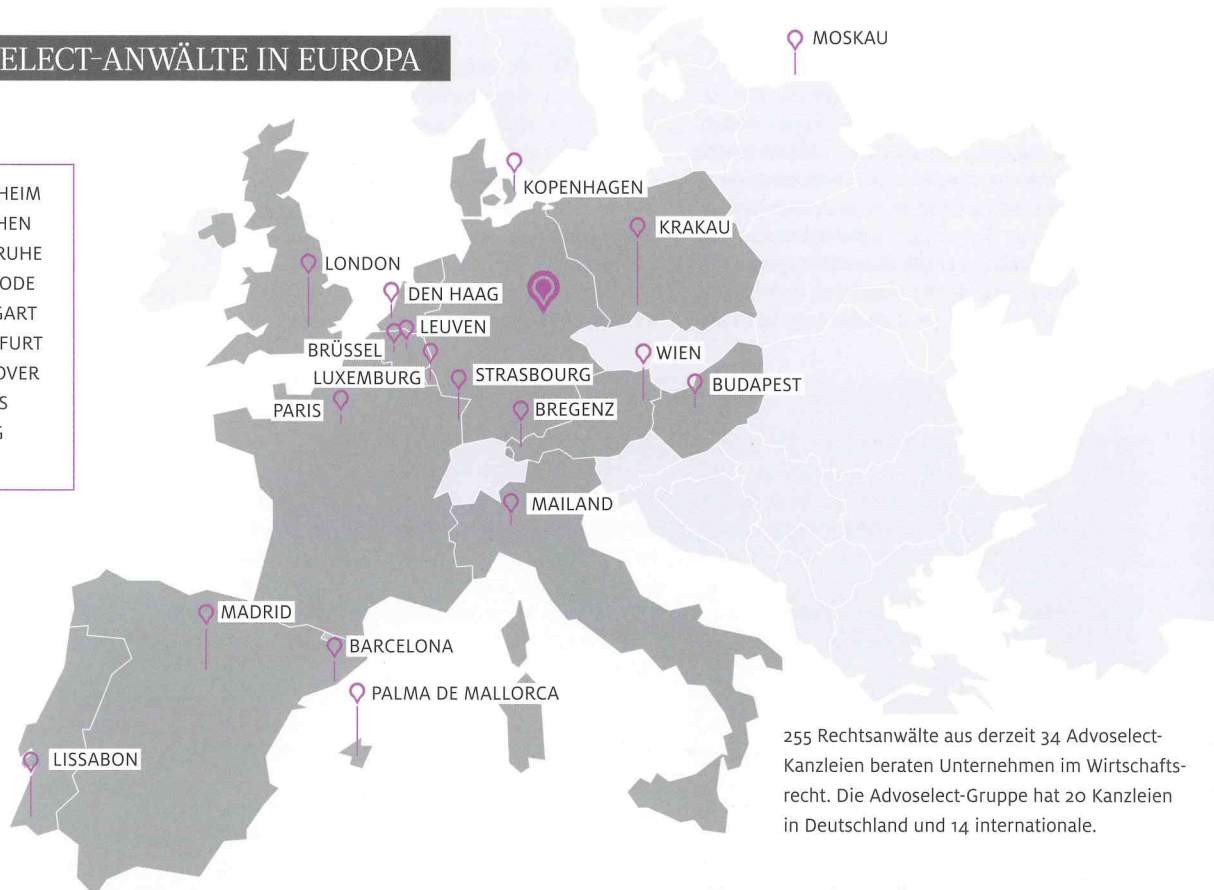 ELECT-ANWÄLTE IN EUROPA
HEIM
HEN
RUHE
ODE
GART
FURT
OVER
S
G
MOSKAU
KOPENHAGEN
KRAKAU
LONDON
DEN HAAG
LEUVEN
BRÜSSEL
LUXEMBURG
WIEN
STRASBOURG
BUDAPEST
PARIS
BREGENZ
MAILAND
MADRID
BARCELONA
PALMA DE MALLORCA
LISSABON
255 Rechtsanwälte aus derzeit 34 Advoselect-
Kanzleien beraten Unternehmen im Wirtschafts-
recht. Die Advoselect-Gruppe hat 20 Kanzleien
in Deutschland und 14 internationale.